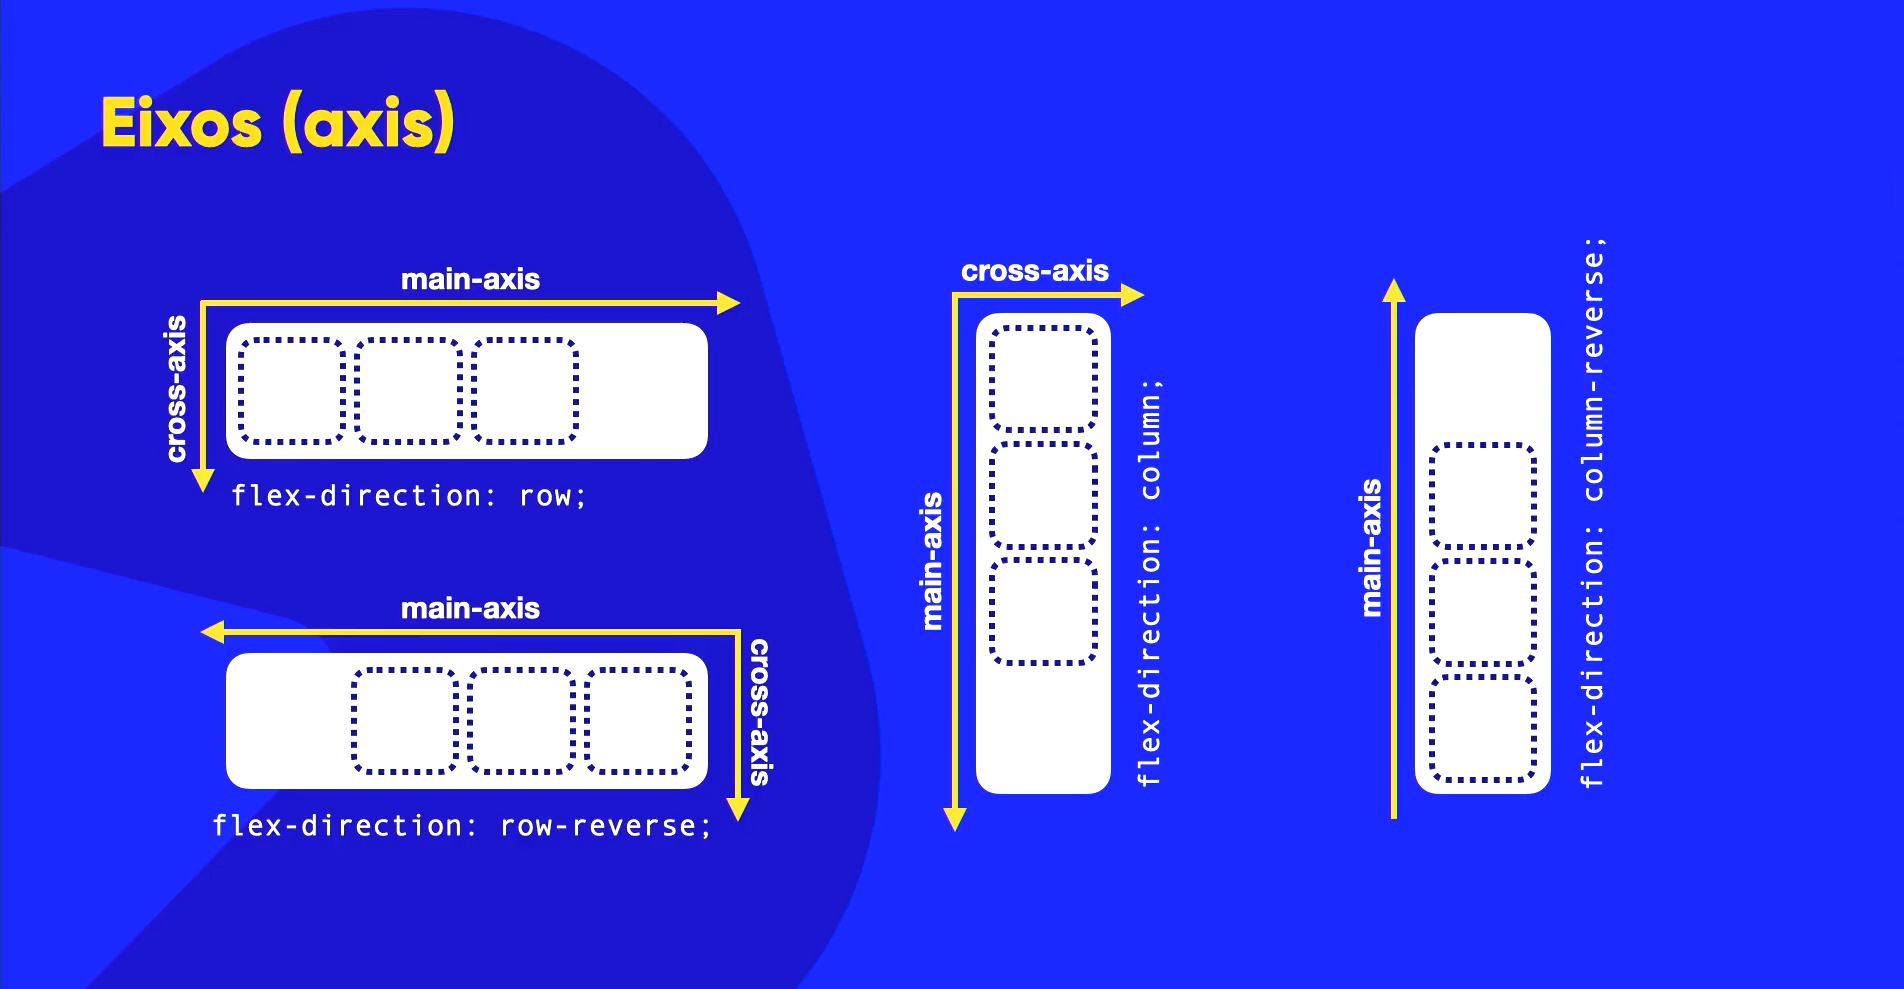 Eixos (axis)
main-axis
cross-axis
flex-direction: row;
main-axis
cross-axis
flex-direction: row-reverse;
cross-axis
main-axis
flex-direction: column;
main-axis
flex-direction: column-reverse;